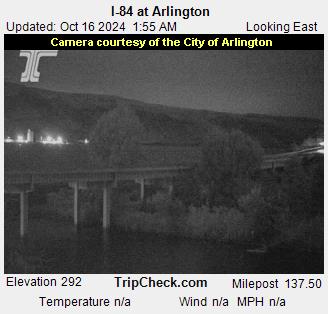 I-84 at Arlington
Updated: Oct 16 2024 1:55 AM Looking East
Camera courtesy of the City of Arlington
Elevation 292 TripCheck.com Milepost 137.50
Temperature n/a Wind n/a MPH n/a